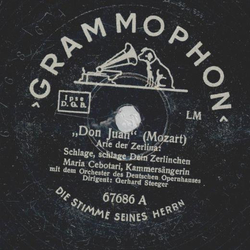 GRAMMOPHON
LM
„Don Juan“ (Mozart)
Arie der Zerlina:
Schlage, schlage Dein Zerlinchen
Maria Cebotari, Kammersängerin
mit dem Orchester des Deutschen Opernhauses
Dirigent: Gerhard Steeger
67686 A
DIE STIMME SEINES HERRN